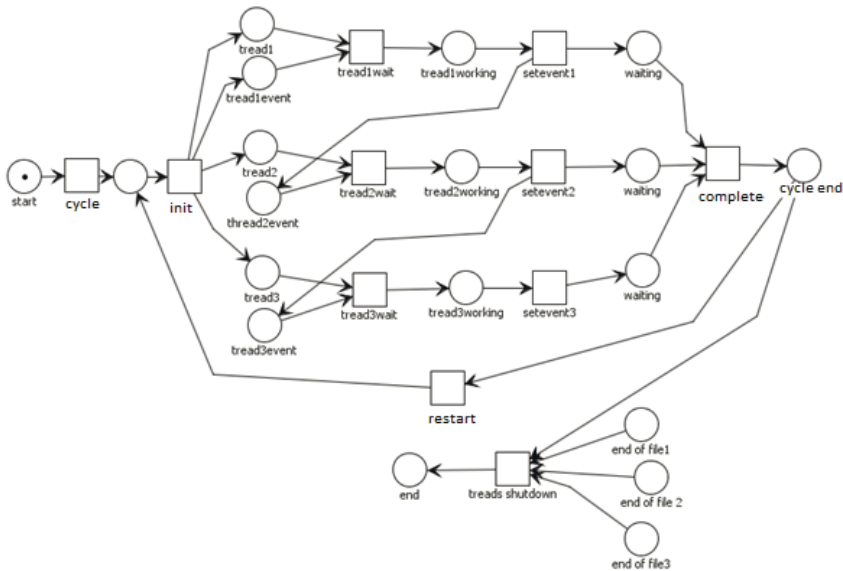 tread1
tread1wait
tread1working
setevent1
waiting
tread1event
tread2
tread2wait
tread2working
setevent2
waiting
complete
cycle end
start
cycle
init
thread2event
tread3
tread3wait
tread3working
setevent3
waiting
tread3event
restart
end of file1
end
treads shutdown
end of file 2
end of file3